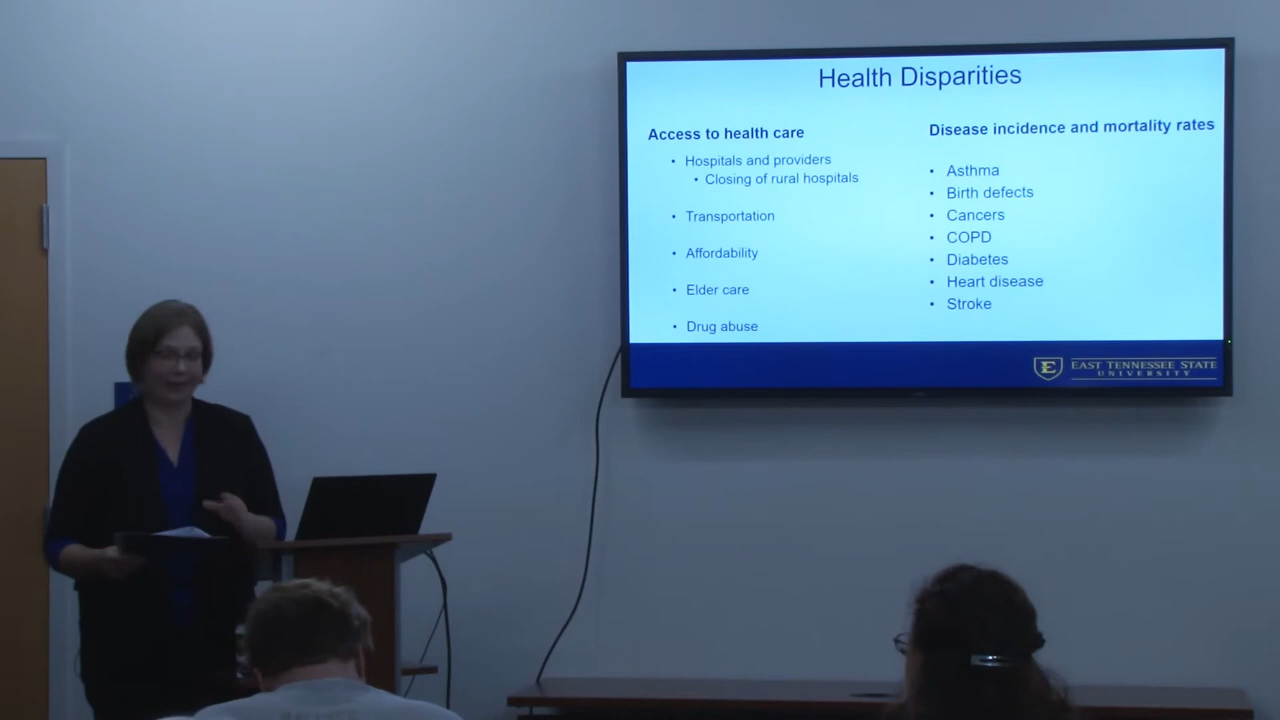 Health Disparities
Access to health care
• Hospitals and providers
• Closing of rural hospitals
• Transportation
• Affordability
• Elder care
• Drug abuse
Disease incidence and mortality rates
• Asthma
• Birth defects
• Cancers
• COPD
• Diabetes
• Heart disease
• Stroke
E
EAST TENNESSEE STATE
UNIVERSITY